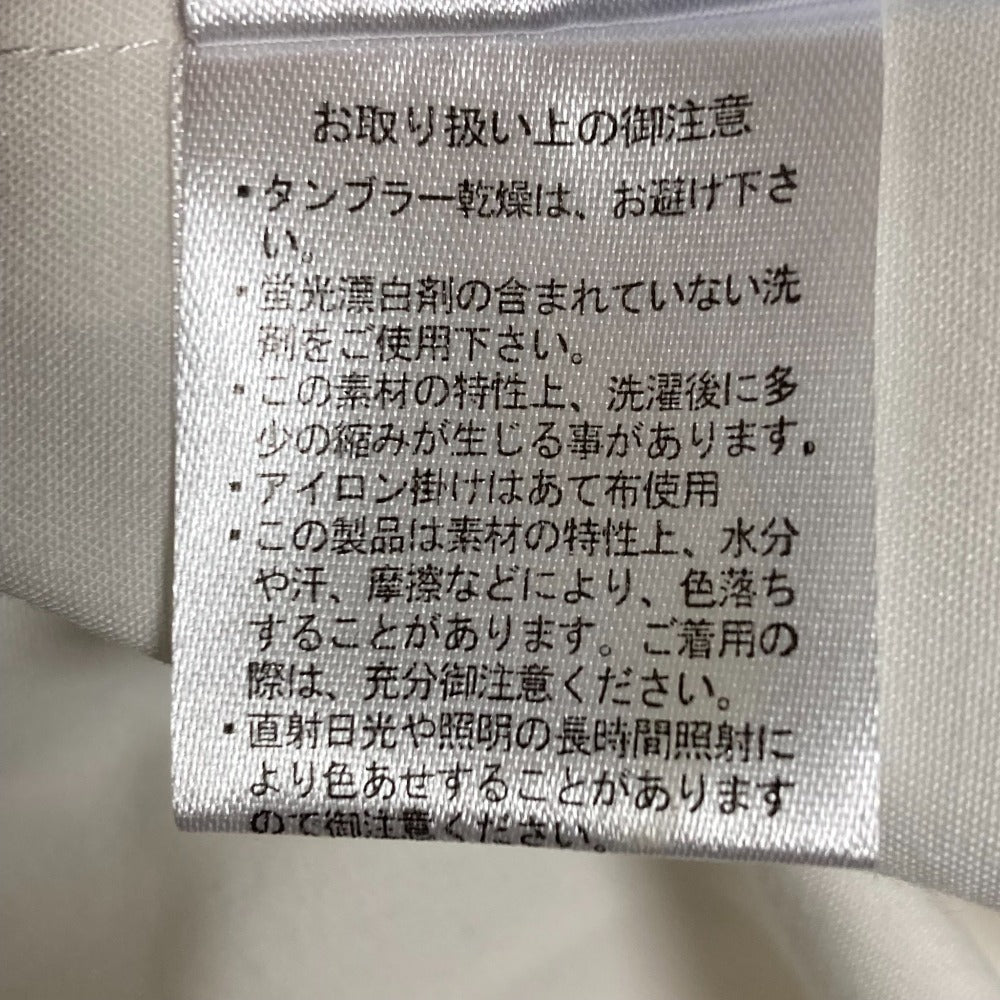 お取り扱い上の御注意
・タンブラー乾燥は、お避け下さ
い。
・蛍光漂白剤の含まれていない洗
剤をご使用下さい。
・この素材の特性上、洗濯後に多
少の縮みが生じる事があります。
・アイロン掛けはあて布使用
・この製品は素材の特性上、水分
や汗、摩擦などにより、色落ち
することがあります。ご着用の
際は、充分御注意ください。
・直射日光や照明の長時間照射に
より色あせすることがあります
ので御注意ください。